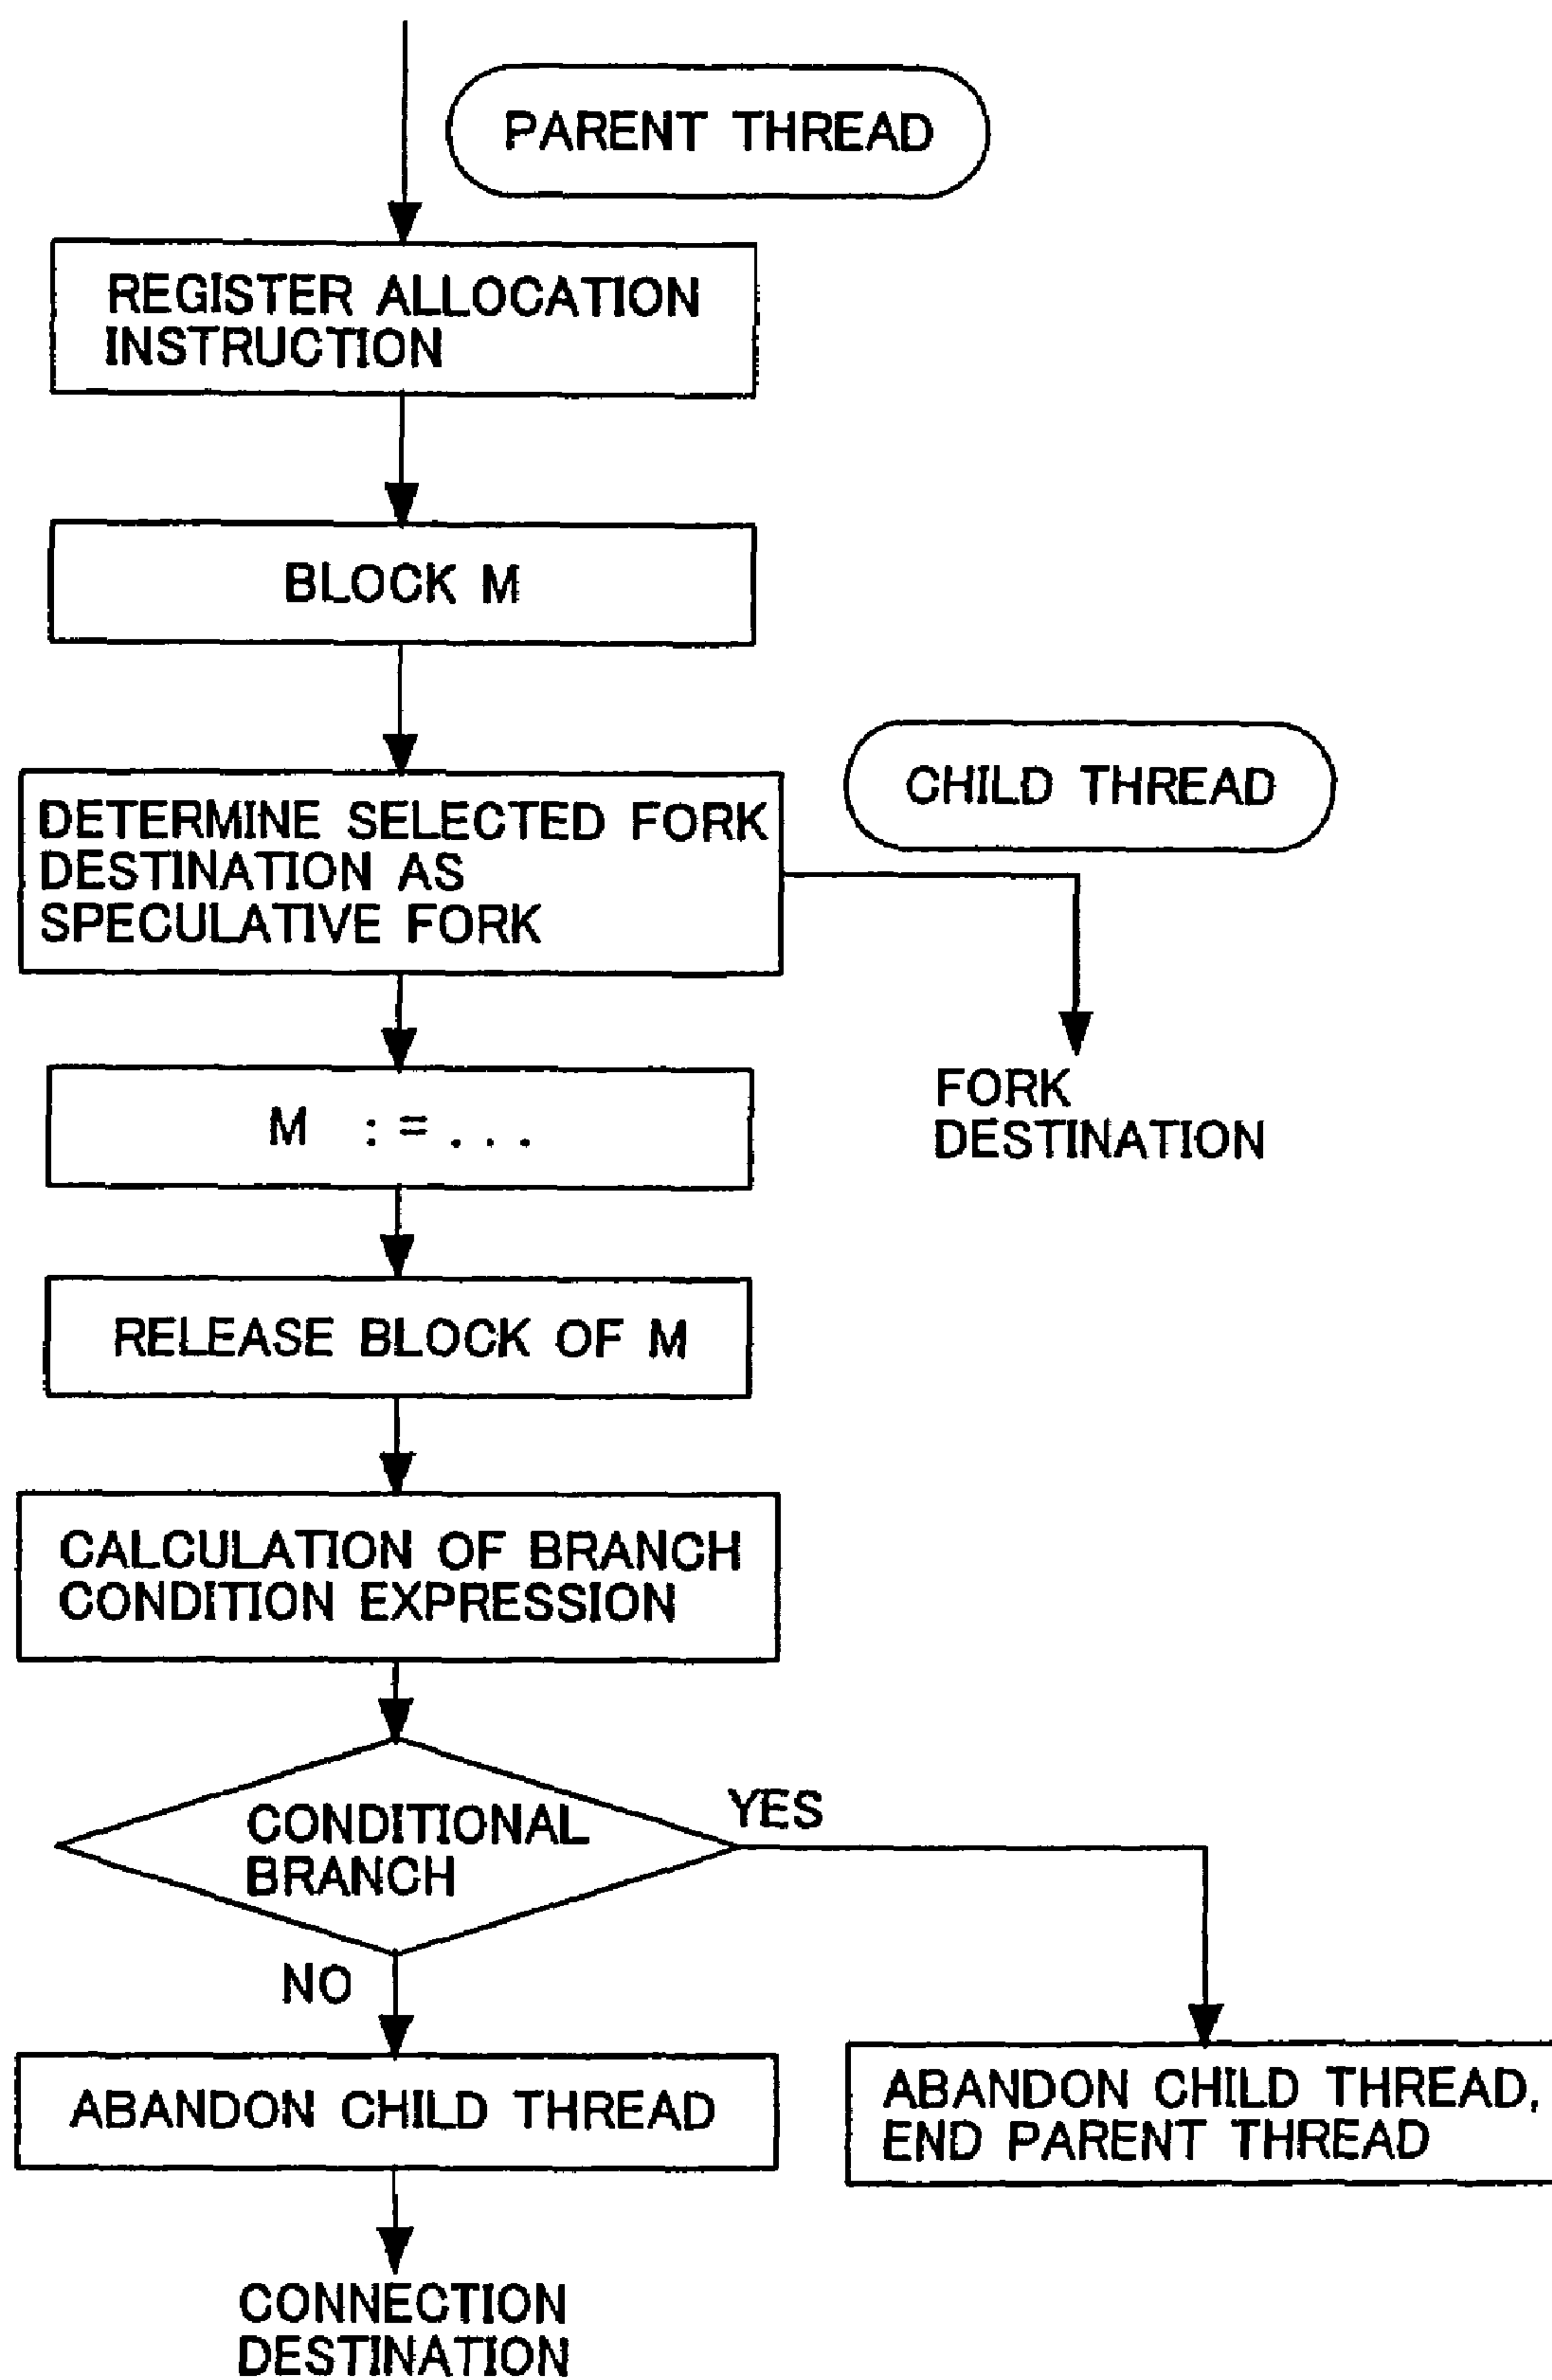 PARENT THREAD
REGISTER ALLOCATION
INSTRUCTION
BLOCK M
CHILD THREAD
DETERMINE SELECTED FORK
DESTINATION AS
SPECULATIVE FORK
M := ...
FORK
DESTINATION
RELEASE BLOCK OF M
CALCULATION OF BRANCH
CONDITION EXPRESSION
CONDITIONAL
BRANCH
YES
NO
ABANDON CHILD THREAD
ABANDON CHILD THREAD,
END PARENT THREAD
CONNECTION
DESTINATION